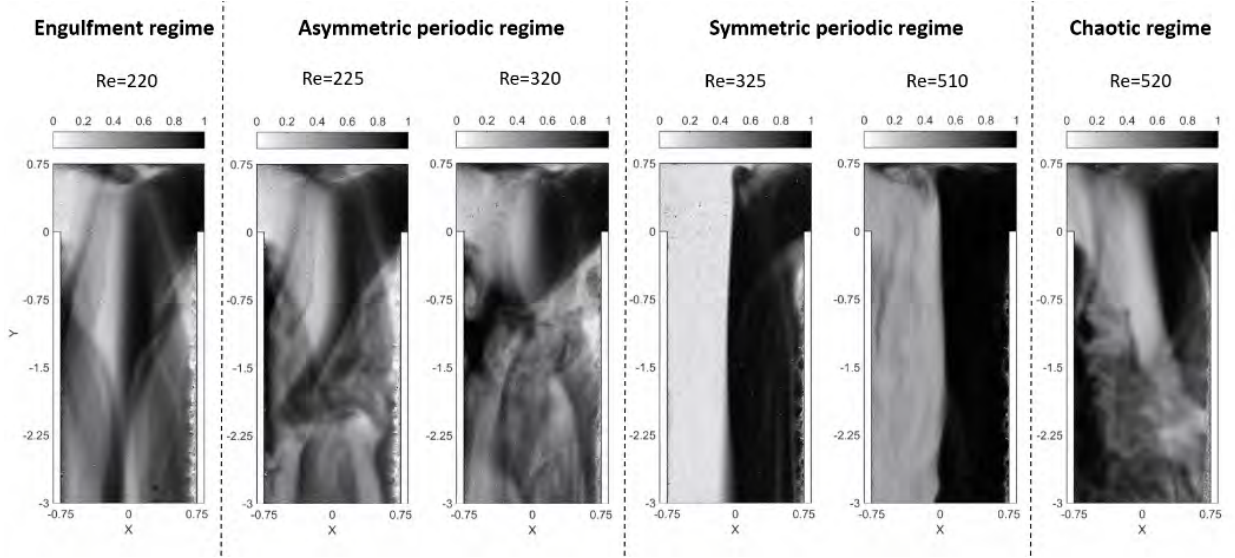 Engulfment regime
Asymmetric periodic regime
Symmetric periodic regime
Chaotic regime
Re=220
Re=225
Re=320
Re=325
Re=510
Re=520
0 0.2 0.4 0.6 0.8 1
0 0.2 0.4 0.6 0.8 1
0 0.2 0.4 0.6 0.8 1
0 0.2 0.4 0.6 0.8 1
0 0.2 0.4 0.6 0.8 1
0 0.2 0.4 0.6 0.8 1
0.75 0.75 0.75 0.75 0.75 0.75
0 0 0 0 0 0
-0.75 -0.75 -0.75 -0.75 -0.75 -0.75
Y
-1.5 -1.5 -1.5 -1.5 -1.5 -1.5
-2.25 -2.25 -2.25 -2.25 -2.25 -2.25
-3 -3 -3 -3 -3 -3
-0.75 0.75 -0.75 0.75 -0.75 0.75 -0.75 0.75 -0.75 0.75 -0.75 0 0.75
X X X X X X